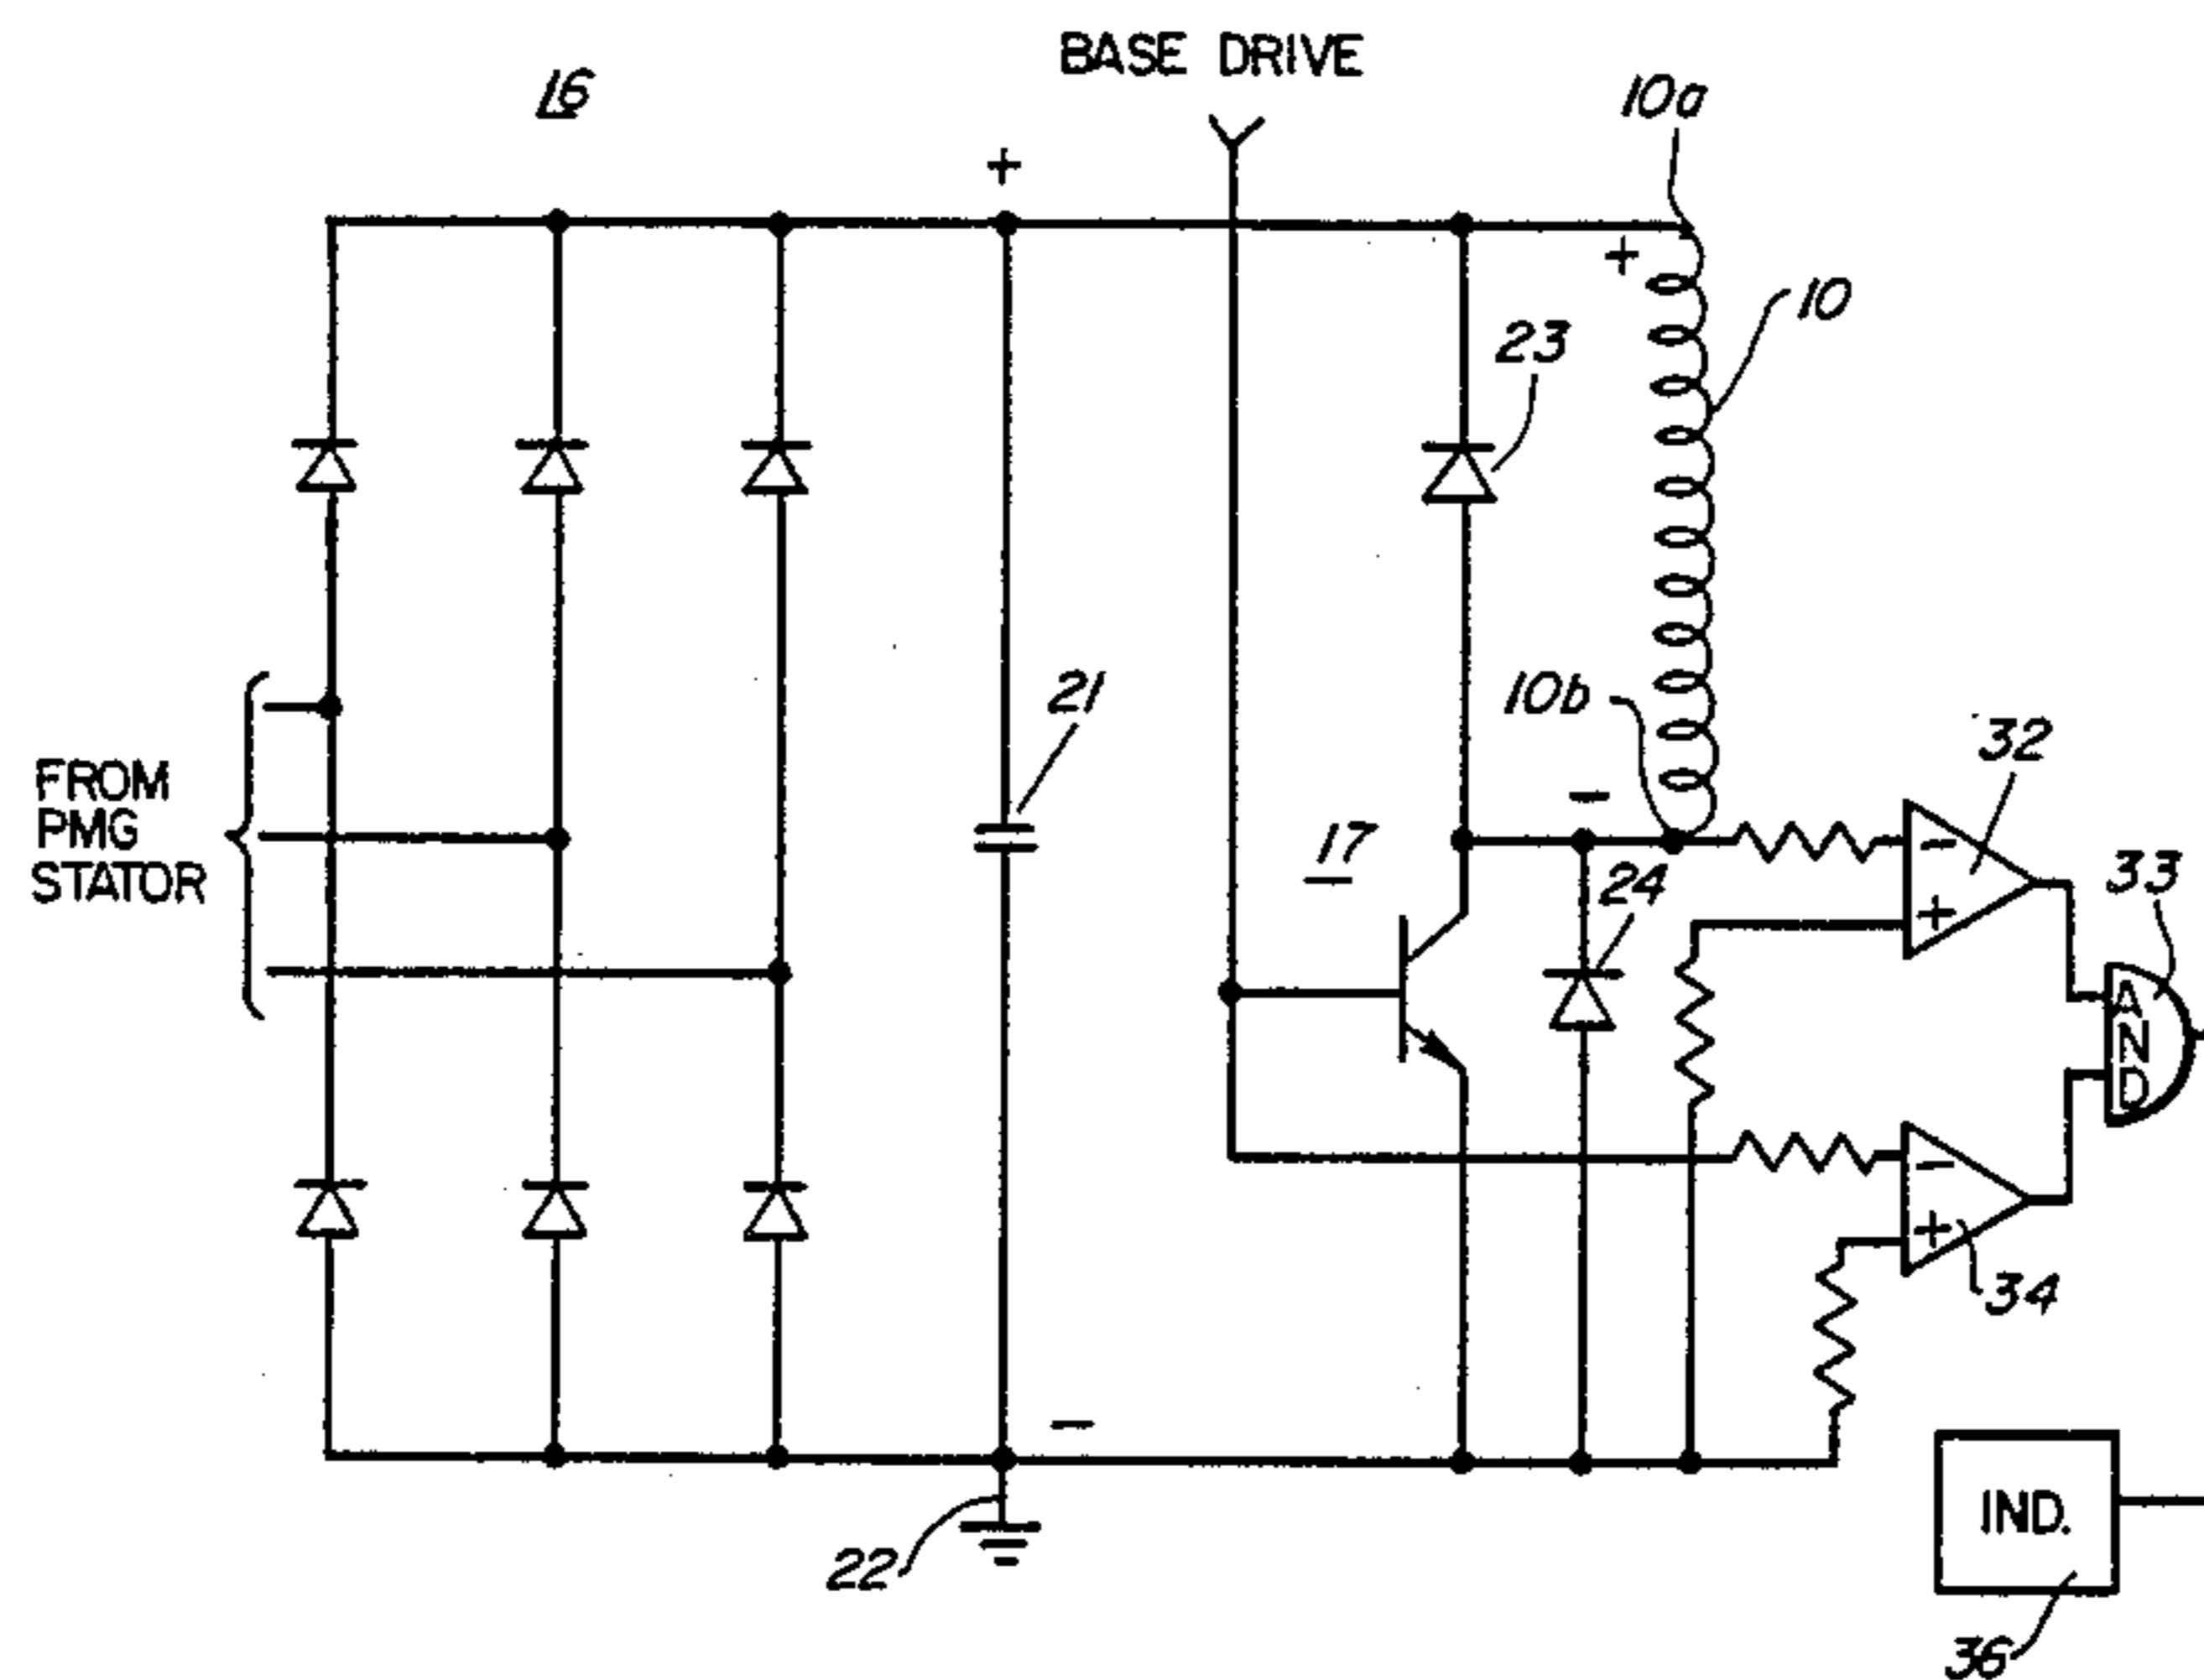 BASE DRIVE
16
10a
+
+
10
23
21
10b
32
FROM
PMG
STATOR
-
17
24
-
+
33
AND
-
+
34
-
22
IND.
36